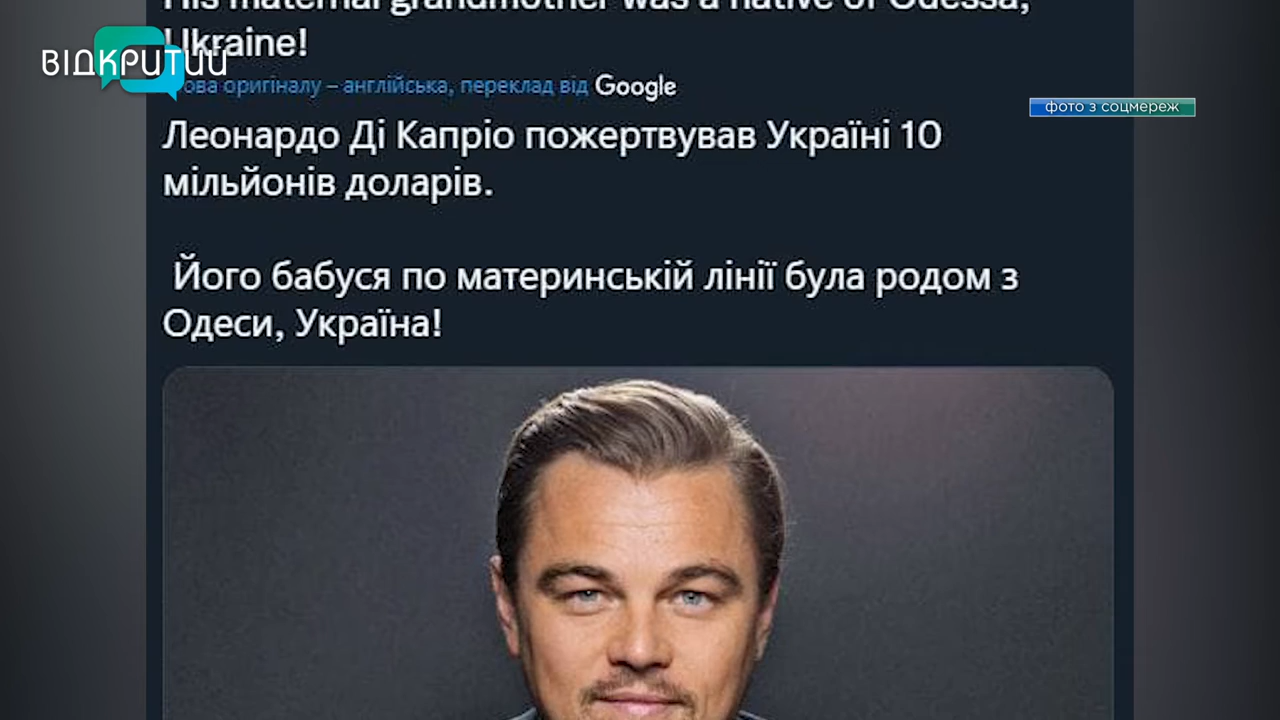 His maternal grandmother was a native of Odessa,
Ukraine!
ВІДКРИТИЙ
мова оригіналу – англійська, переклад від Google
фото з соцмереж
Леонардо Ді Капріо пожертвував Україні 10
мільйонів доларів.
Його бабуся по материнській лінії була родом з
Одеси, Україна!